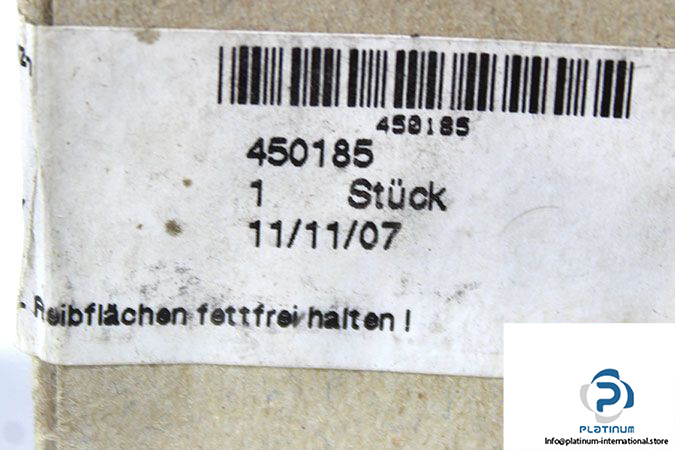 450185
450185
1 Stück
11/11/07
- Reibflächen fettfrei halten !
PLATINUM
Info@platinum-international.store